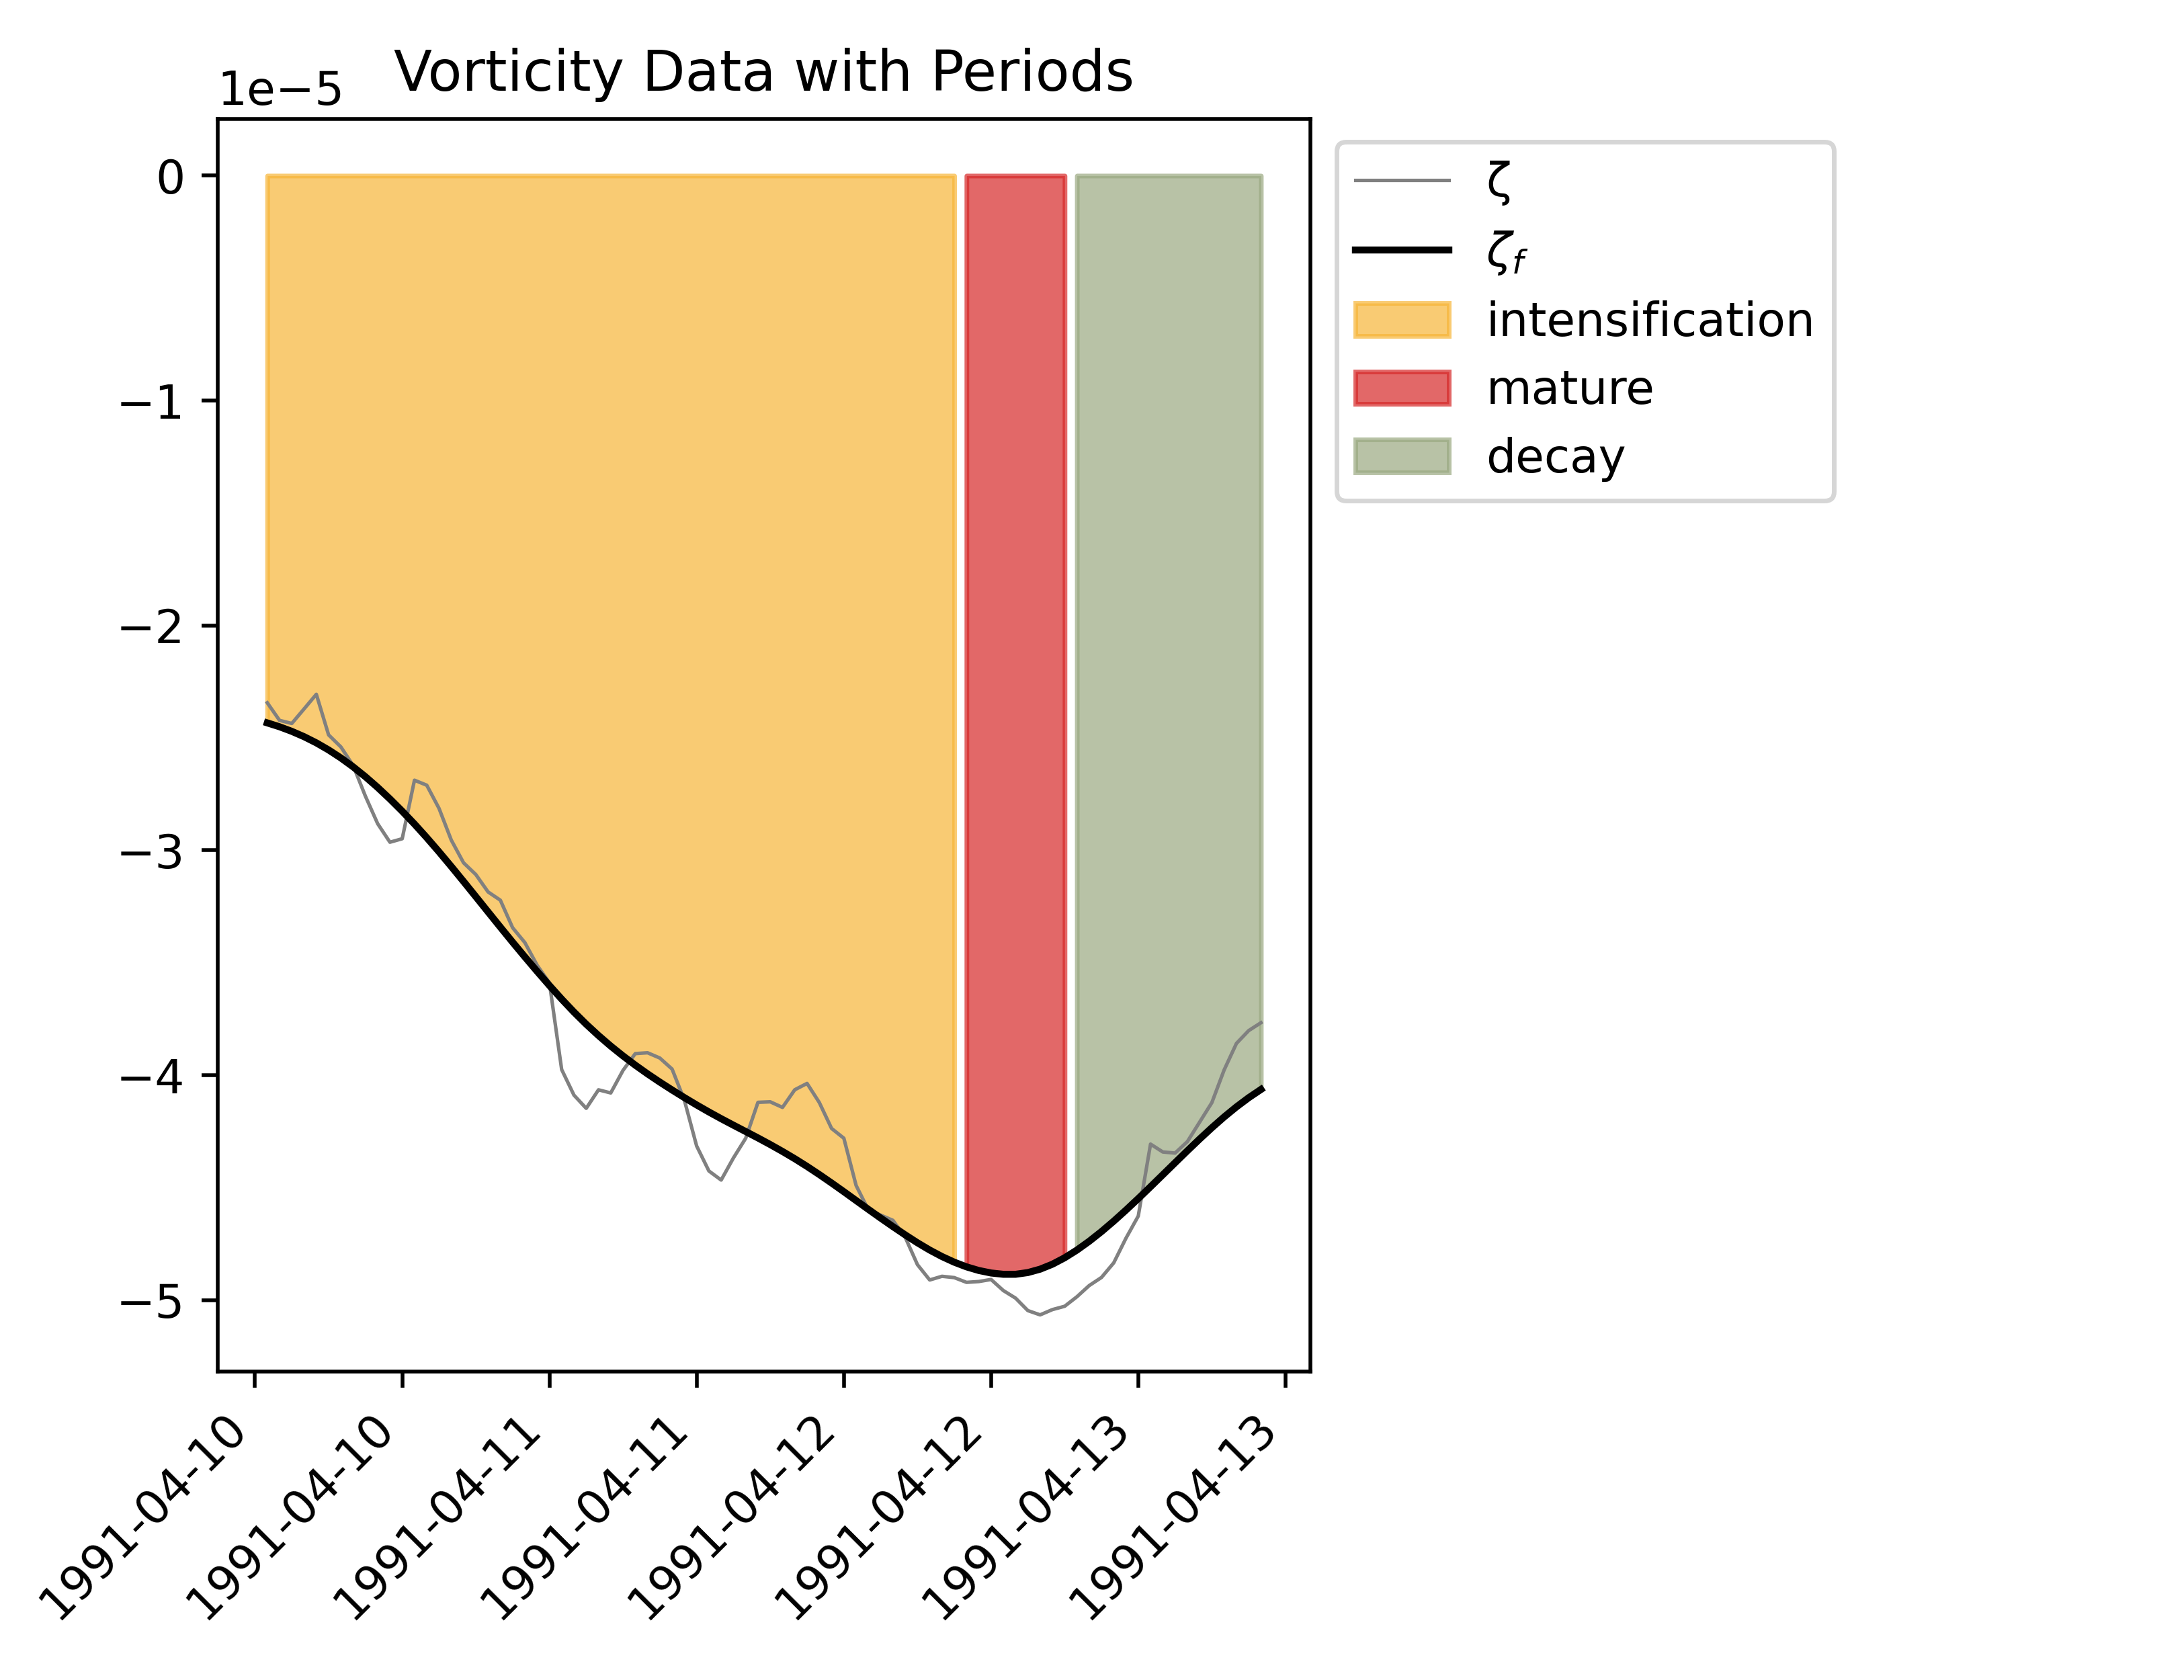 Vorticity Data with Periods
1e−5
0
−1
−2
−3
−4
−5
1991-04-10
1991-04-10
1991-04-11
1991-04-11
1991-04-12
1991-04-12
1991-04-13
1991-04-13
ζ
ζf
intensification
mature
decay